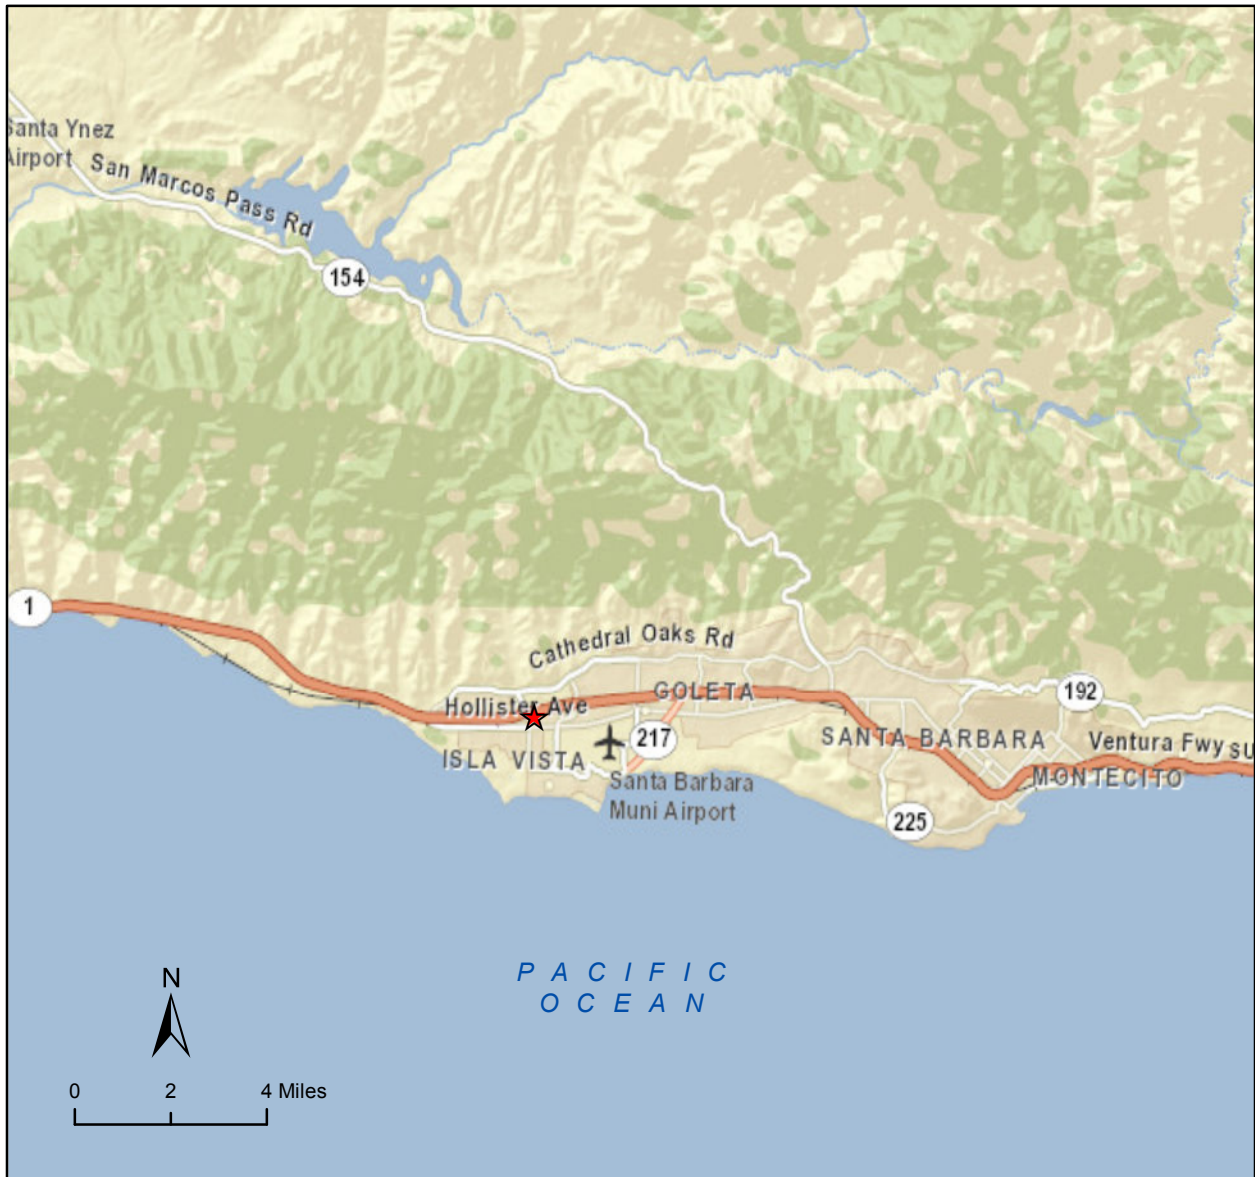 Santa Ynez
Airport
San Marcos Pass Rd
154
1
Cathedral Oaks Rd
GOLETA
192
Hollister Ave
217
SANTA BARBARA
Ventura Fwy
SU
ISLA VISTA
MONTECITO
Santa Barbara
Muni Airport
225
PACIFIC
OCEAN
N
0 2 4 Miles